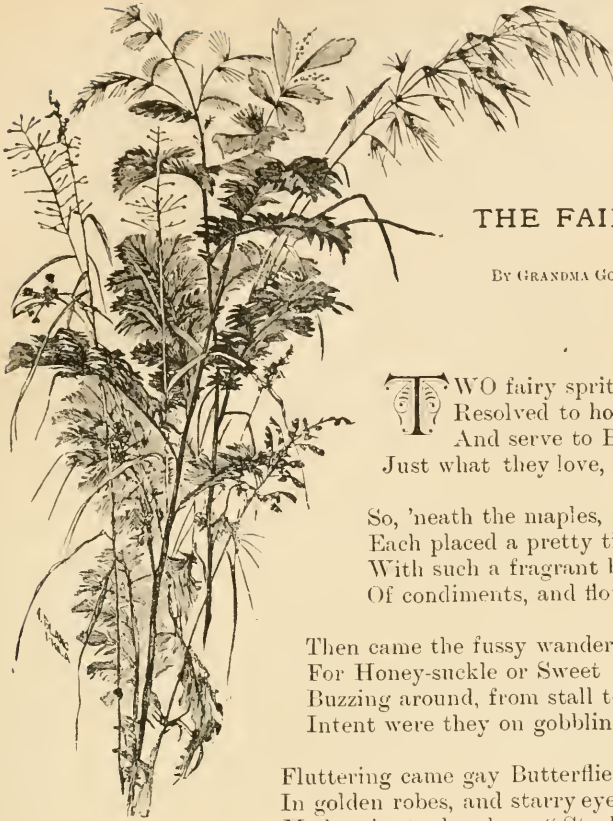 THE FAI
BY GRANDMA GO
TWO fairy sprit
Resolved to ho
And serve to B
Just what they love,
So, 'neath the maples,
Each placed a pretty t
With such a fragrant
Of condiments, and flo
Then came the fussy wander
For Honey-suckle or Sweet
Buzzing around, from stall t
Intent were they on gobblin
Fluttering came gay Butterflie
In golden robes, and starry eye